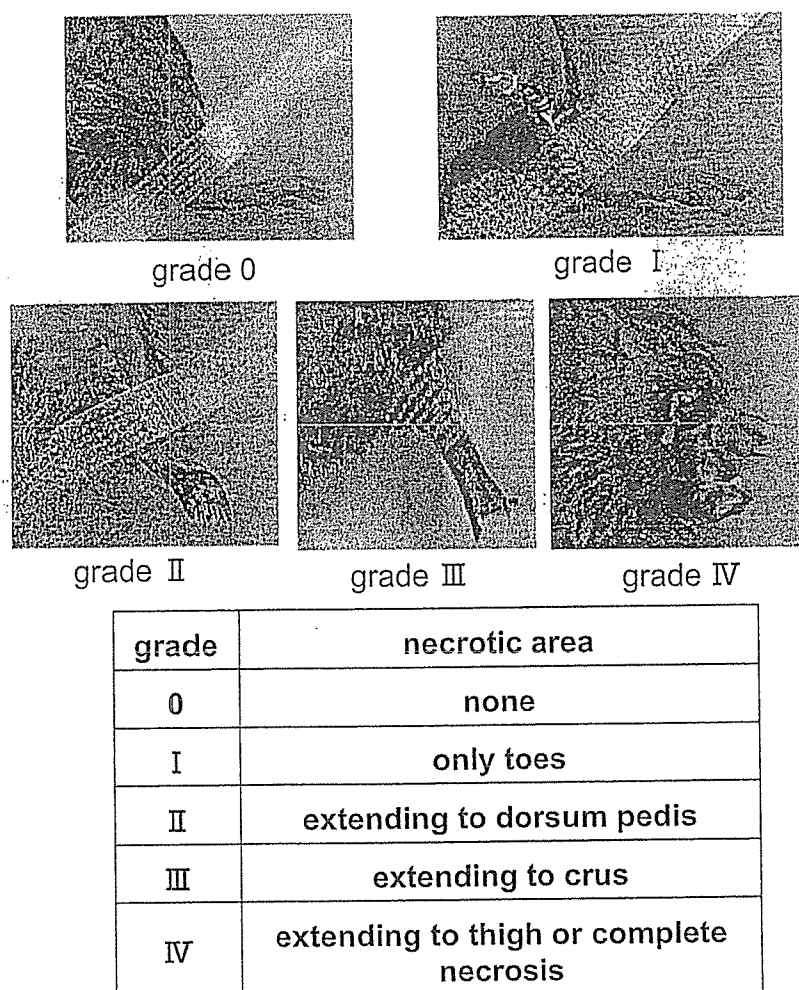 grade 0
grade Ⅰ
grade Ⅱ
grade Ⅲ
grade Ⅳ
grade necrotic area
0 none
Ⅰ only toes
Ⅱ extending to dorsum pedis
Ⅲ extending to crus
Ⅳ extending to thigh or complete
necrosis